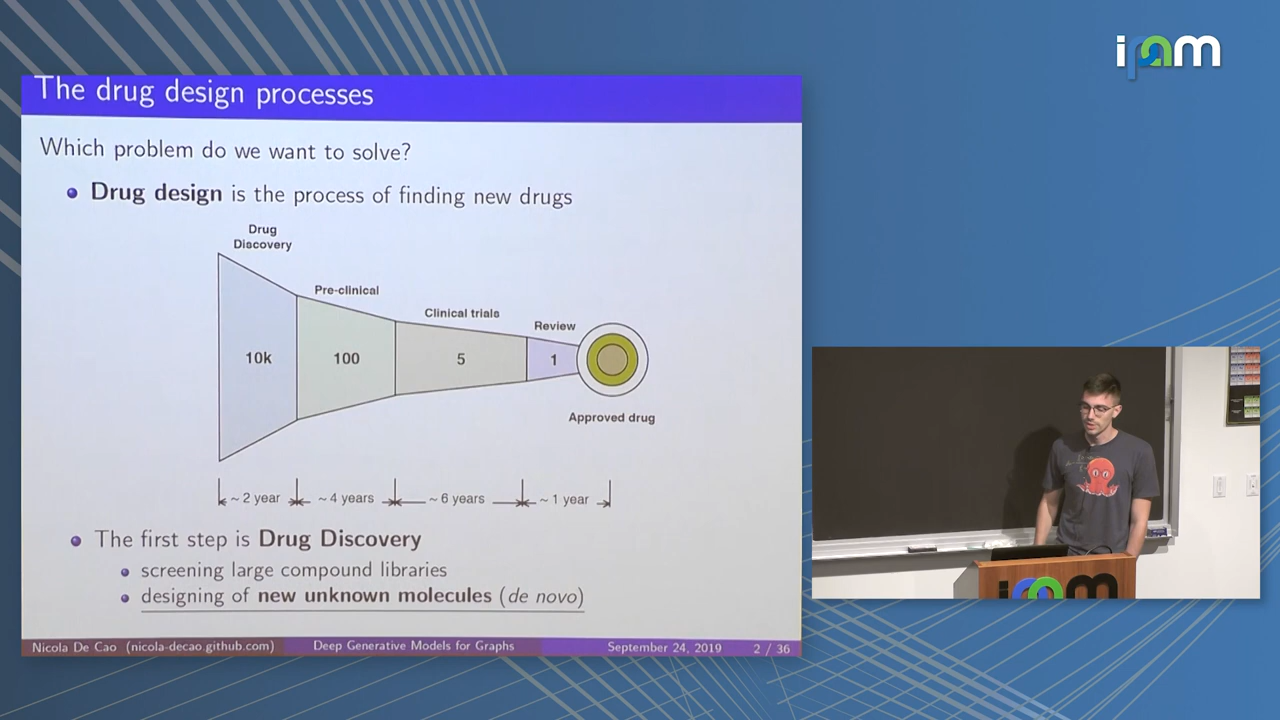 ipam
The drug design processes
Which problem do we want to solve?
Drug design is the process of finding new drugs
Drug
Discovery
Pre-clinical
Clinical trials
Review
10k
100
5
1
Approved drug
~ 2 year
~ 4 years
~ 6 years
~ 1 year
The first step is Drug Discovery
screening large compound libraries
designing of new unknown molecules (de novo)
Nicola De Cao (nicola-decao.github.com)
Deep Generative Models for Graphs
September 24, 2019
2 / 36
ipam